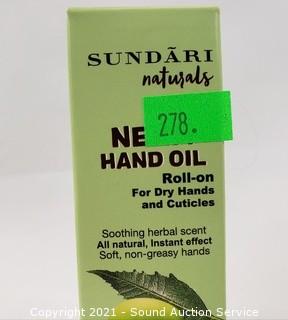 SUNDÃRI
naturals
278.
HAND OIL
Roll-on
For Dry Hands
and Cuticles
Soothing herbal scent
All natural, Instant effect
Soft, non-greasy hands
Copyright 2021 - Sound Auction Service